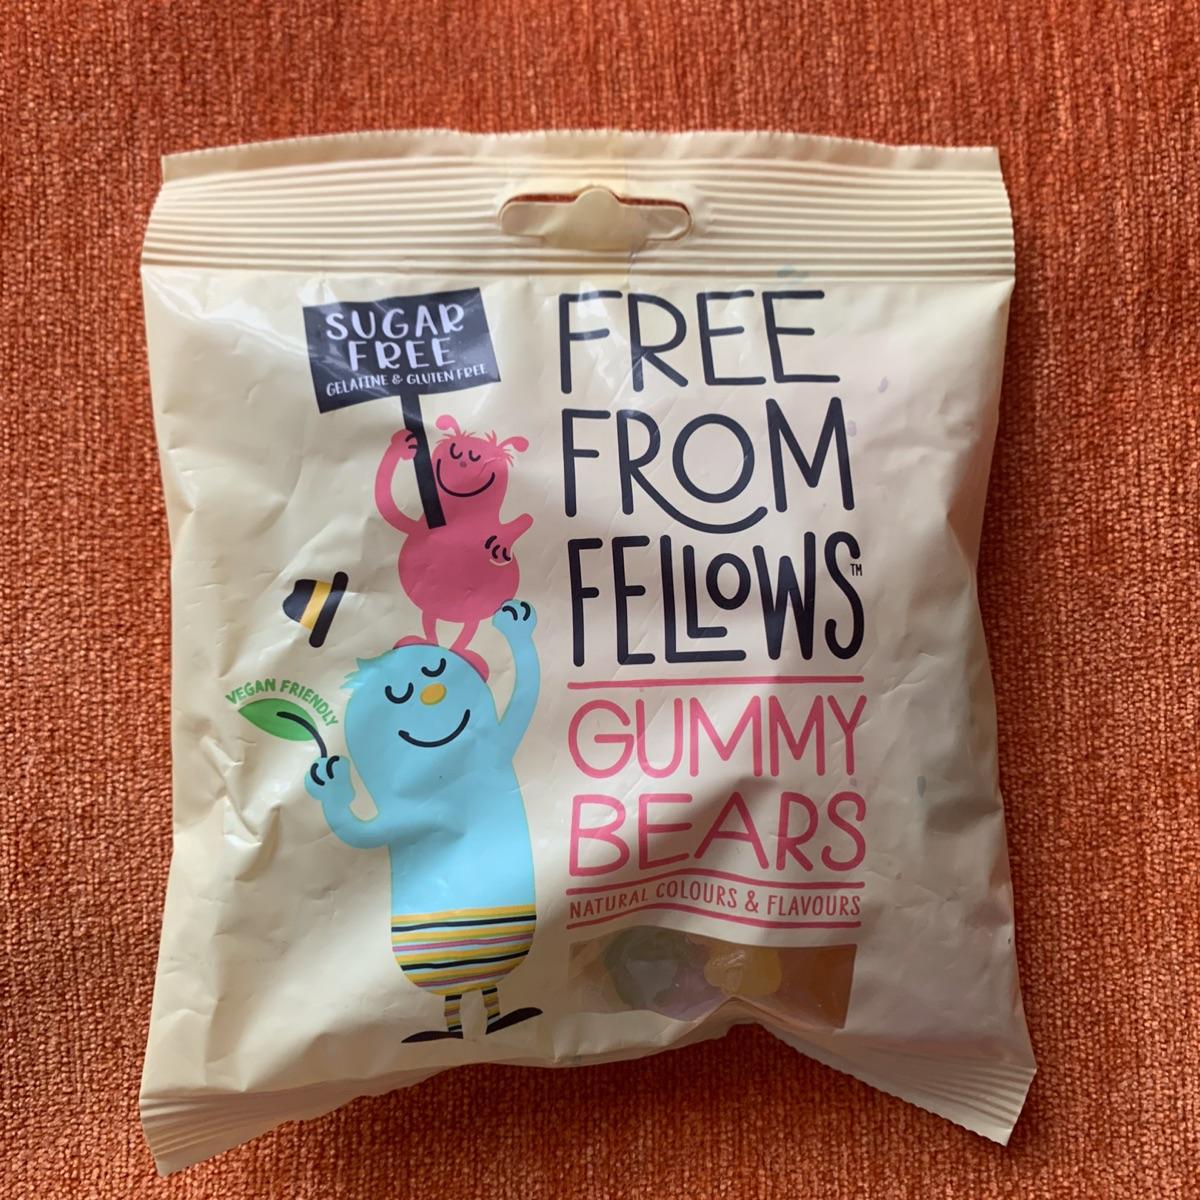 SUGAR
FREE
GELATINE & GLUTEN FREE
FREE
FROM
FELLOWS™
VEGAN FRIENDLY
GUMMY
BEARS
NATURAL COLOURS & FLAVOURS